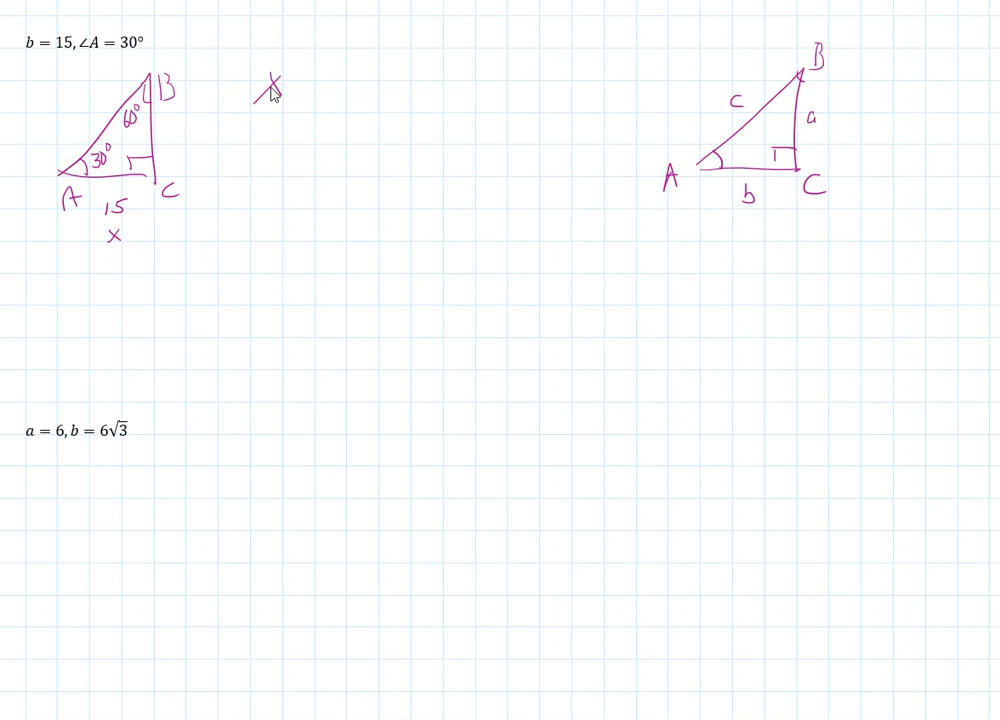 b = 15, ∠A = 30°
B
60°
30°
A
C
15
x
x
B
c
a
A
b
C
a = 6, b = 6√3